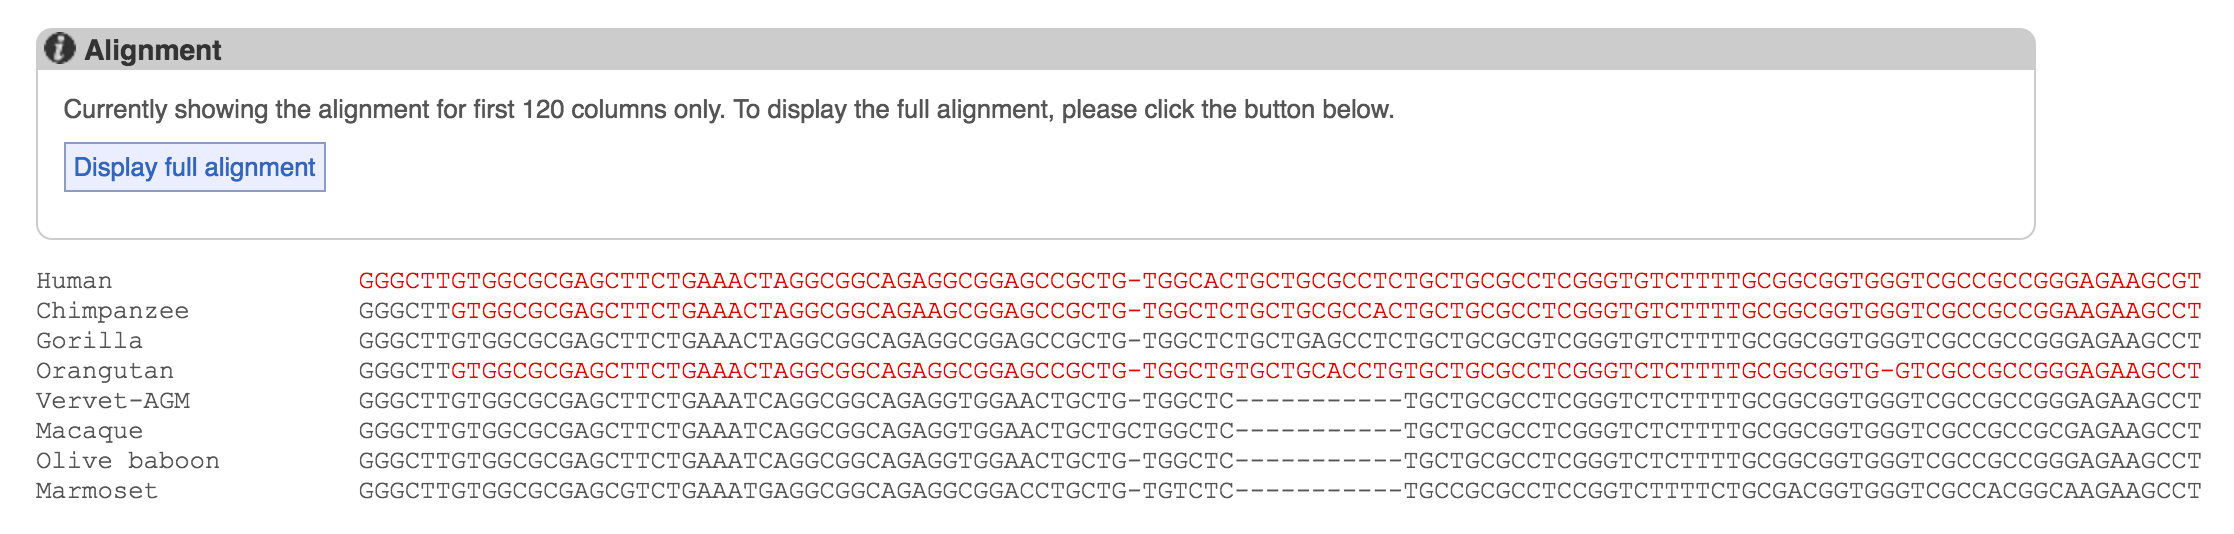 Alignment
Currently showing the alignment for first 120 columns only. To display the full alignment, please click the button below.
Display full alignment
Human GGGCTTGTGGCGCGAGCTTCTGAAACTAGGCGGCAGAGGCGGAGCCGCTG-TGGCACTGCTGCGCCTCTGCTGCGCCTCGGGTGTCTTTTGCGGCGGTGGGTCGCCGCCGGGAGAAGCGT
Chimpanzee GGGCTTGTGGCGCGAGCTTCTGAAACTAGGCGGCAGAAGCGGAGCCGCTG-TGGCTCTGCTGCGCCACTGCTGCGCCTCGGGTGTCTTTTGCGGCGGTGGGTCGCCGCCGGAAGAAGCCT
Gorilla GGGCTTGTGGCGCGAGCTTCTGAAACTAGGCGGCAGAGGCGGAGCCGCTG-TGGCTCTGCTGAGCCTCTGCTGCGCGTCGGGTGTCTTTTGCGGCGGTGGGTCGCCGCCGGGAGAAGCCT
Orangutan GGGCTTGTGGCGCGAGCTTCTGAAACTAGGCGGCAGAGGCGGAGCCGCTG-TGGCTGTGCTGCACCTGTGCTGCGCCTCGGGTCTCTTTTGCGGCGGTG-GTCGCCGCCGGGAGAAGCCT
Vervet-AGM GGGCTTGTGGCGCGAGCTTCTGAAATCAGGCGGCAGAGGTGGAACTGCTG-TGGCTC-----------TGCTGCGCCTCGGGTCTCTTTTGCGGCGGTGGGTCGCCGCCGGGAGAAGCCT
Macaque GGGCTTGTGGCGCGAGCTTCTGAAATCAGGCGGCAGAGGTGGAACTGCTGCTGGCTC-----------TGCTGCGCCTCGGGTCTCTTTTGCGGCGGTGGGTCGCCGCCGCGAGAAGCCT
Olive baboon GGGCTTGTGGCGCGAGCTTCTGAAATCAGGCGGCAGAGGTGGAACTGCTG-TGGCTC-----------TGCTGCGCCTCGGGTCTCTTTTGCGGCGGTGGGTCGCCGCCGGGAGAAGCCT
Marmoset GGGCTTGTGGCGCGAGCGTCTGAAATGAGGCGGCAGAGGCGGACCTGCTG-TGTCTC-----------TGCCGCGCCTCCGGTCTTTTCTGCGACGGTGGGTCGCCACGGCAAGAAGCCT